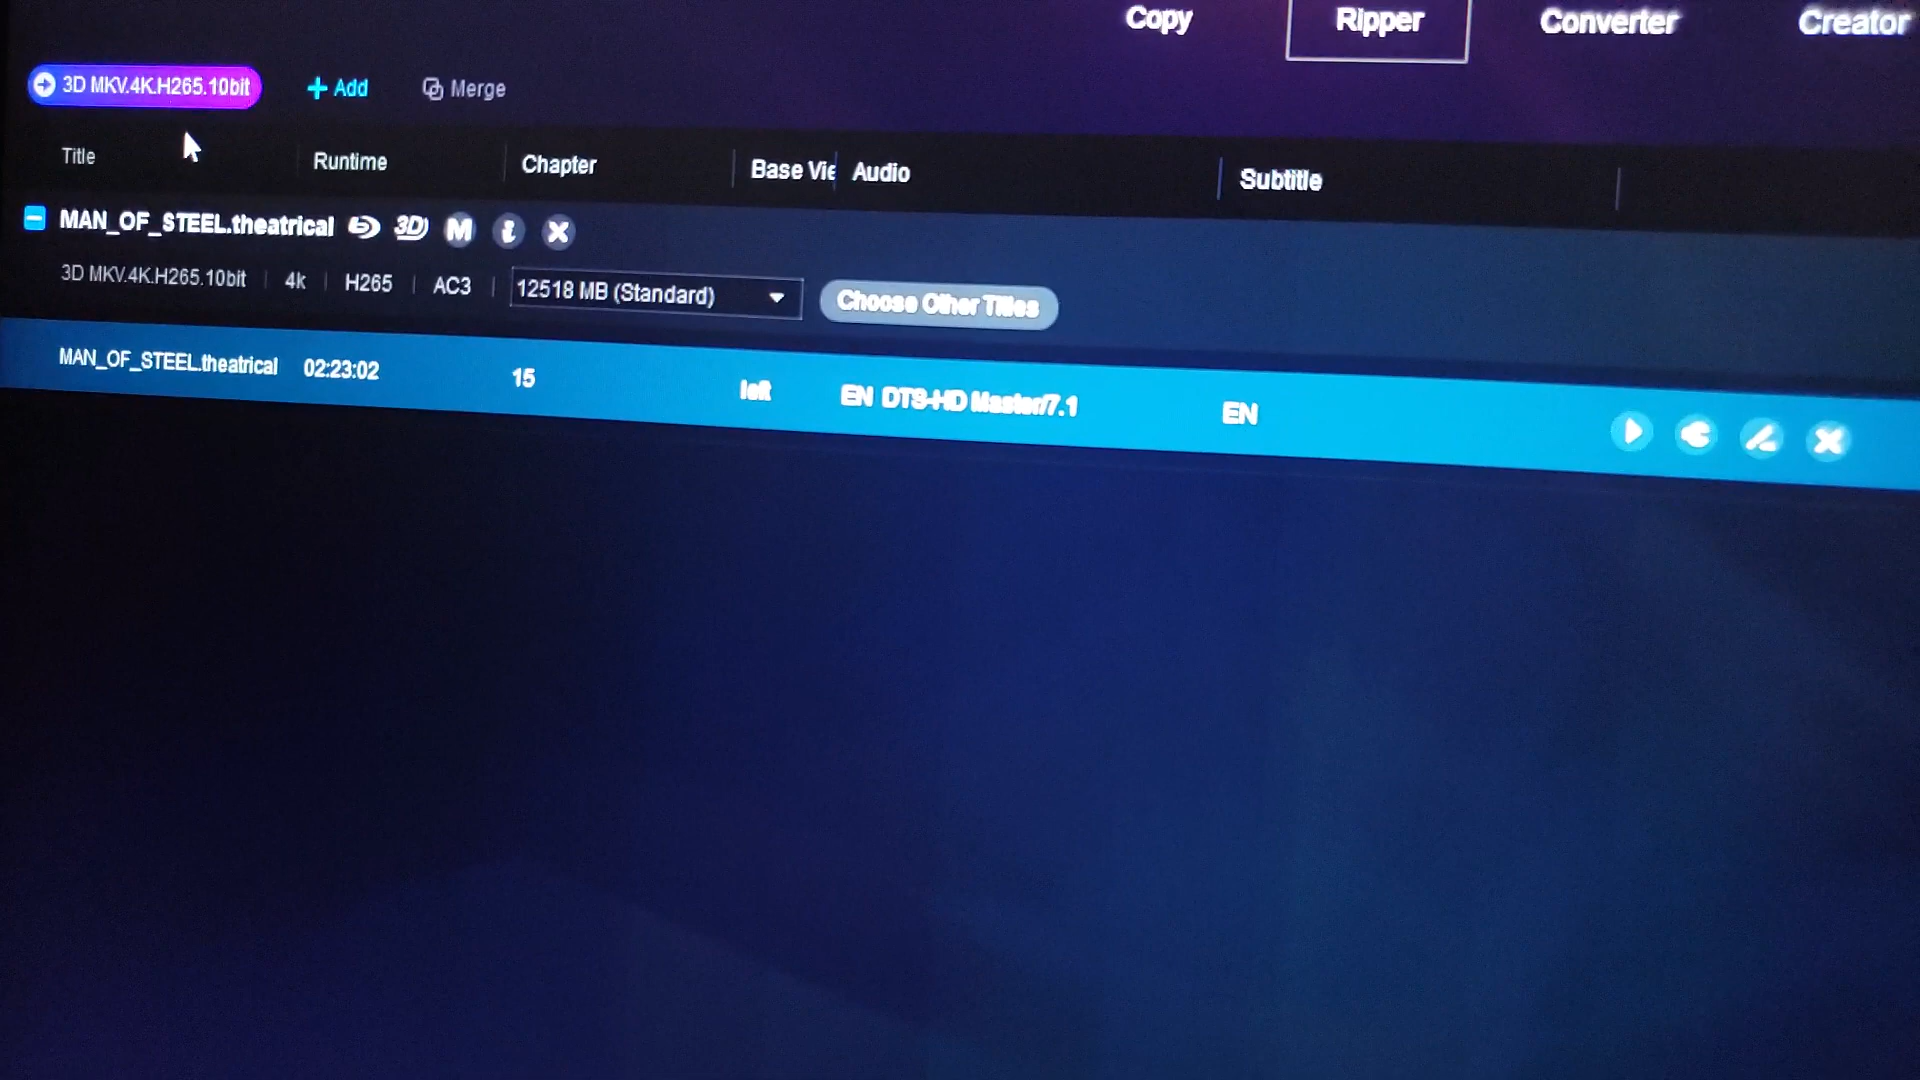 Copy Ripper Converter Creator
3D MKV.4K.H265.10bit + Add Merge
Title Runtime Chapter Base Vie Audio Subtitle
MAN_OF_STEEL.theatrical 3D M i X
3D MKV.4K.H265.10bit 4k H265 AC3 12518 MB (Standard) Choose Other Titles
MAN_OF_STEEL.theatrical 02:23:02 15 left EN DTS-HD Master/7.1 EN